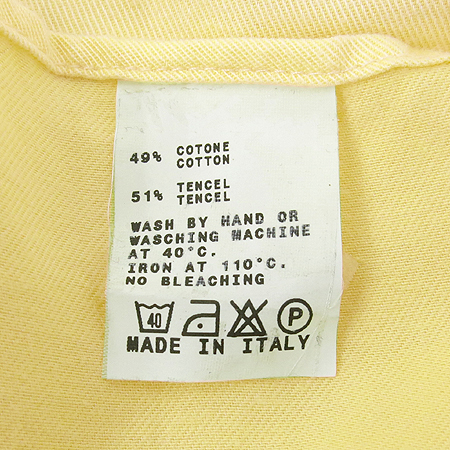 49% COTONE
COTTON
51% TENCEL
TENCEL
WASH BY HAND OR
WASCHING MACHINE
AT 40°C.
IRON AT 110°C.
NO BLEACHING
40 P
MADE IN ITALY